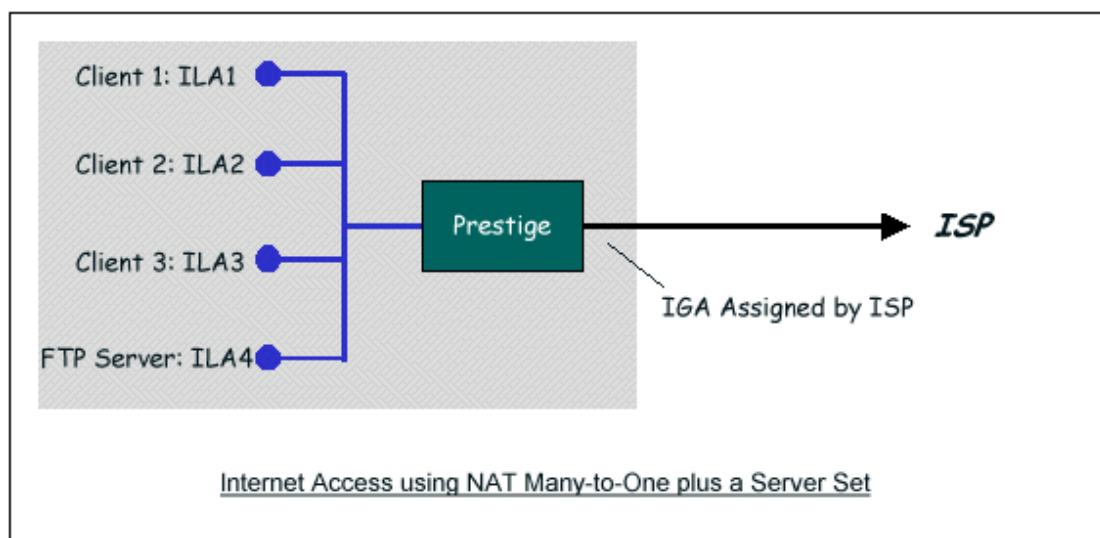 Client 1: ILA1
Client 2: ILA2
Prestige
ISP
Client 3: ILA3
IGA Assigned by ISP
FTP Server: ILA4
Internet Access using NAT Many-to-One plus a Server Set